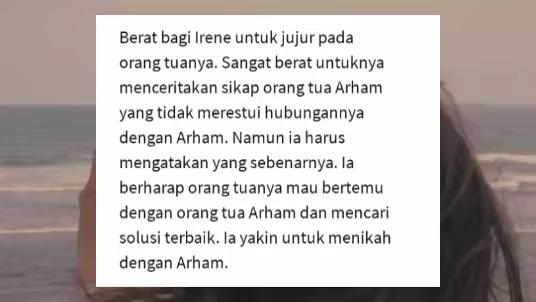 Berat bagi Irene untuk jujur pada
orang tuanya. Sangat berat untuknya
menceritakan sikap orang tua Arham
yang tidak merestui hubungannya
dengan Arham. Namun ia harus
mengatakan yang sebenarnya. Ia
berharap orang tuanya mau bertemu
dengan orang tua Arham dan mencari
solusi terbaik. Ia yakin untuk menikah
dengan Arham.